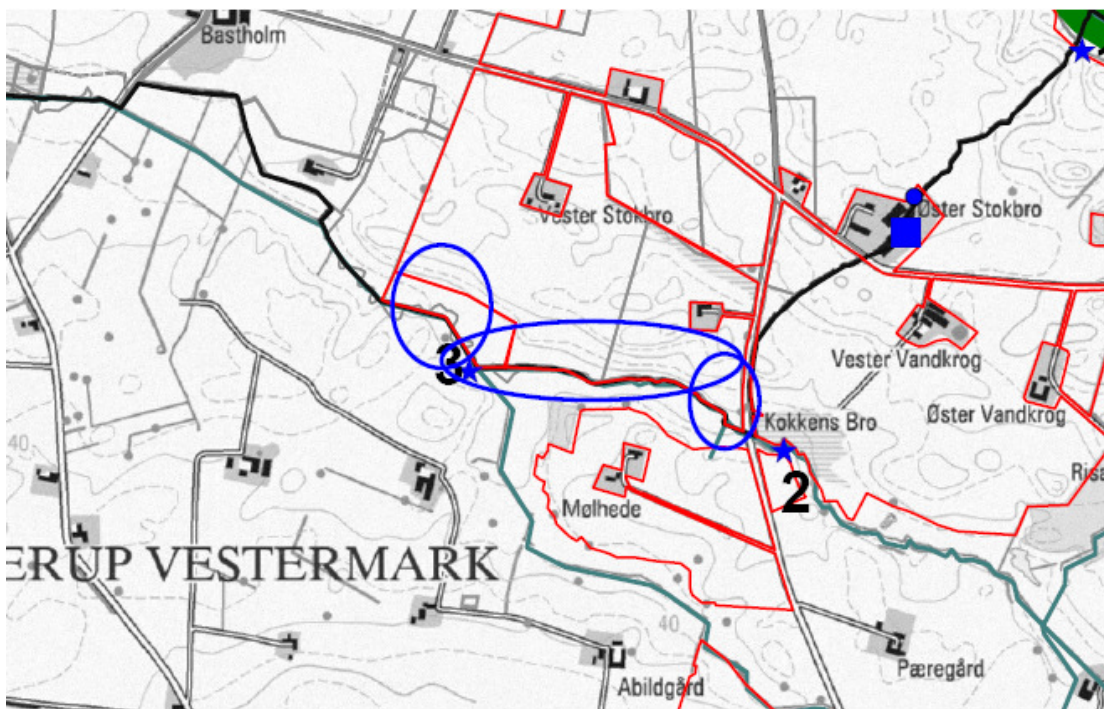 Bastholm
Vester Stokbro
Øster Stokbro
Vester Vandkrog
3
Kokkens Bro
Øster Vandkrog
40
2
Risa
Mølhede
ERUP VESTERMARK
40
Pæregård
Abildgård